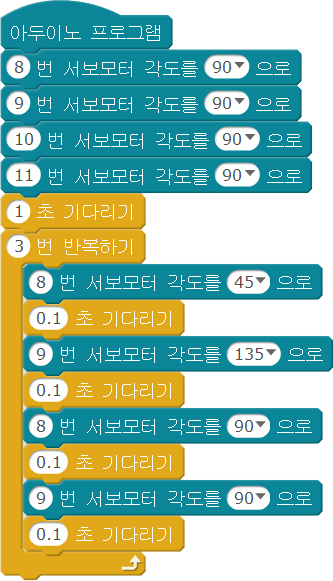 아두이노 프로그램
8 번 서보모터 각도를 90 으로
9 번 서보모터 각도를 90 으로
10 번 서보모터 각도를 90 으로
11 번 서보모터 각도를 90 으로
1 초 기다리기
3 번 반복하기
8 번 서보모터 각도를 45 으로
0.1 초 기다리기
9 번 서보모터 각도를 135 으로
0.1 초 기다리기
8 번 서보모터 각도를 90 으로
0.1 초 기다리기
9 번 서보모터 각도를 90 으로
0.1 초 기다리기